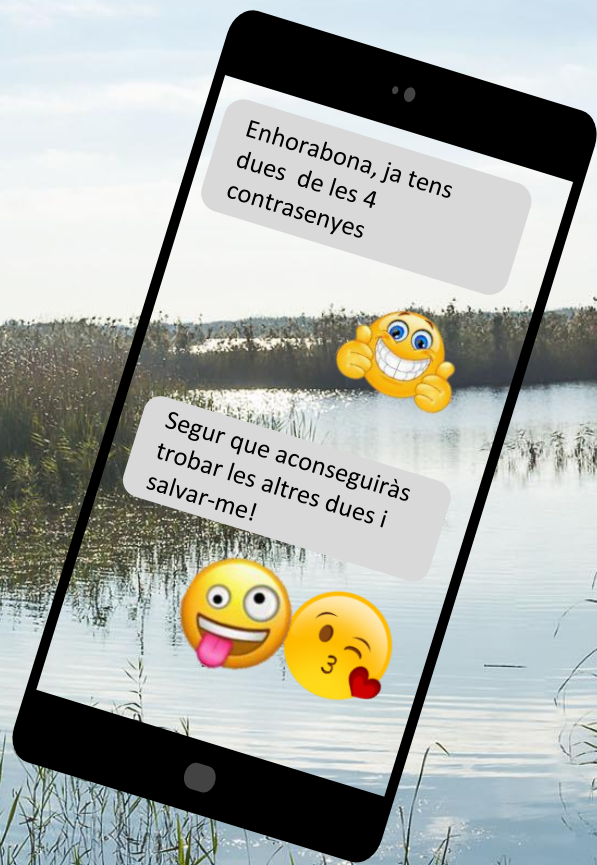 Enhorabona, ja tens
dues  de les 4
contrasenyes
Segur que aconseguiràs
trobar les altres dues i
salvar-me!